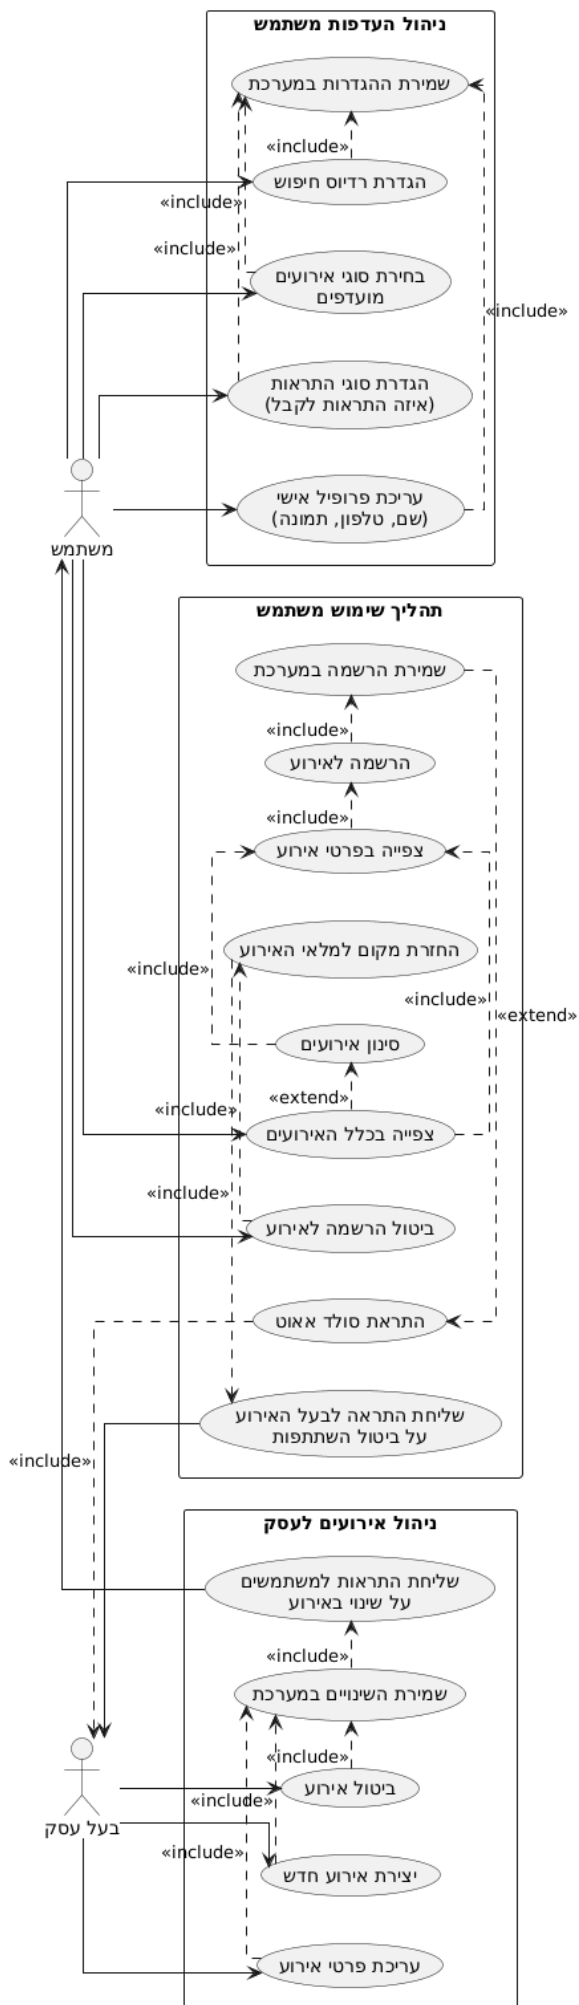 ניהול העדפות משתמש
שמירת ההגדרות במערכת
«include»
הגדרת רדיוס חיפוש
«include»
«include»
בחירת סוגי אירועים
מועדפים
«include»
הגדרת סוגי התראות
(איזה התראות לקבל)
עריכת פרופיל אישי
(שם, טלפון, תמונה)
משתמש
תהליך שימוש משתמש
שמירת הרשמה במערכת
«include»
הרשמה לאירוע
«include»
צפייה בפרטי אירוע
החזרת מקום למלאי האירוע
«include»
«include»
«extend»
סינון אירועים
«extend»
«include»
צפייה בכלל האירועים
«include»
ביטול הרשמה לאירוע
התראת סולד אאוט
שליחת התראה לבעל האירוע
על ביטול השתתפות
«include»
ניהול אירועים לעסק
שליחת התראות למשתמשים
על שינוי באירוע
«include»
שמירת השינויים במערכת
«include»
ביטול אירוע
«include»
בעל עסק
«include»
יצירת אירוע חדש
עריכת פרטי אירוע